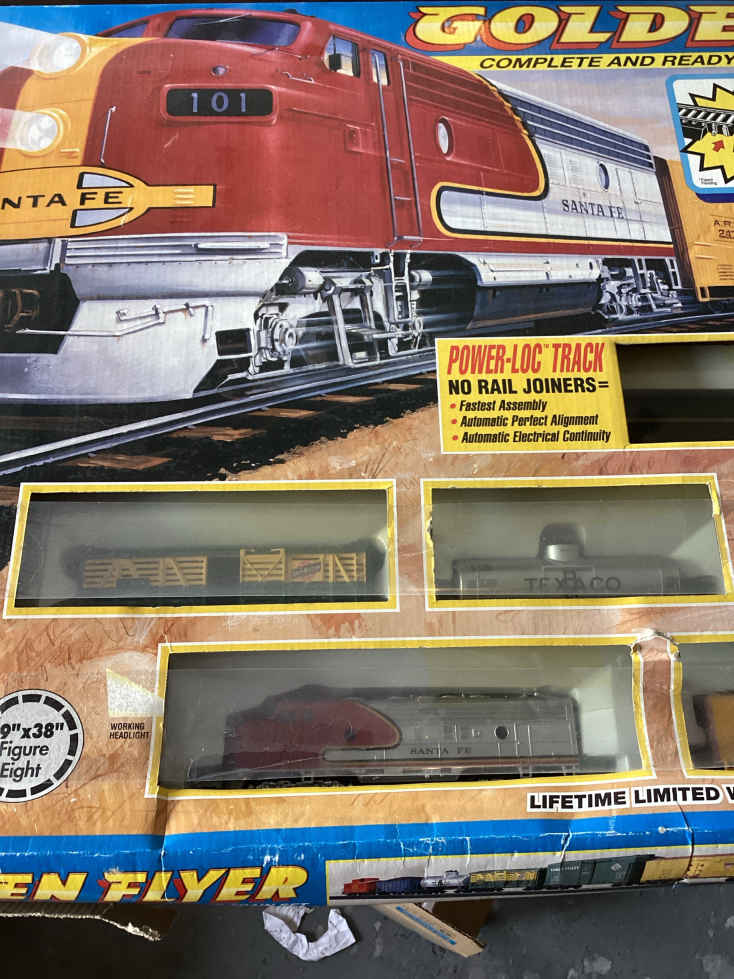 GOLDE
COMPLETE AND READY
101
NTA FE
SANTA FE
POWER-LOC™ TRACK
NO RAIL JOINERS=
• Fastest Assembly
• Automatic Perfect Alignment
• Automatic Electrical Continuity
TEXACO
9"x38"
Figure
Eight
WORKING
HEADLIGHT
SANTA FE
LIFETIME LIMITED W
EN FLYER